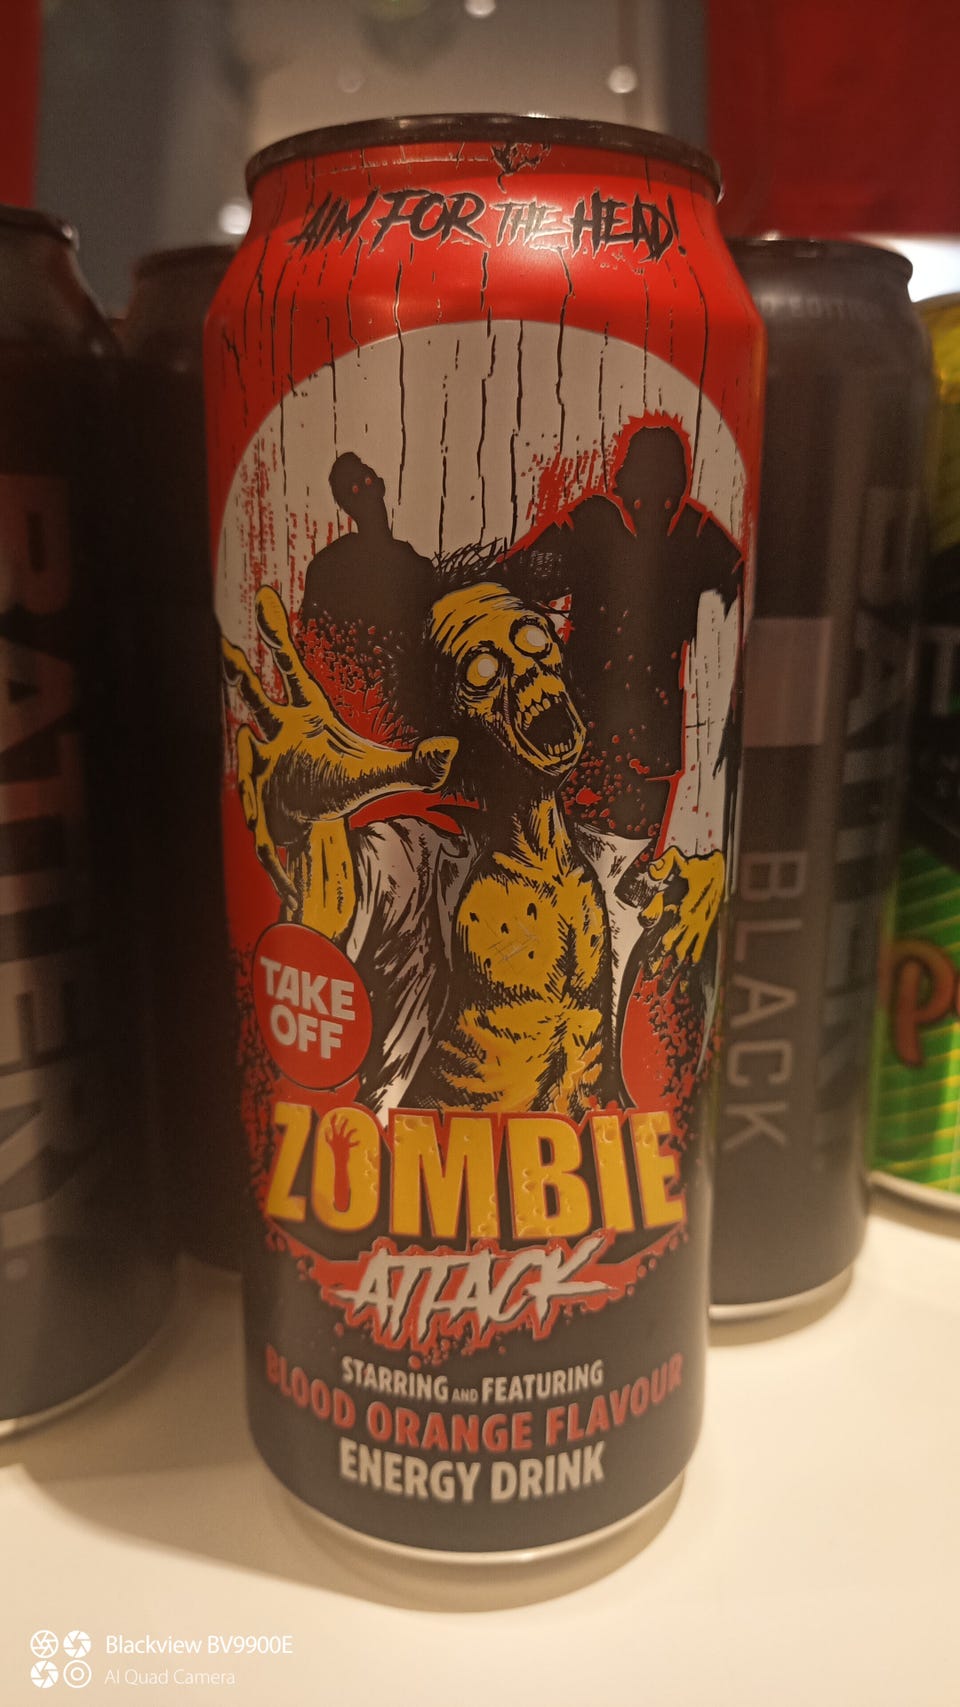 AIM FOR THE HEAD!
TAKE
OFF
ZOMBIE
ATTACK
STARRING AND FEATURING
BLOOD ORANGE FLAVOUR
ENERGY DRINK
BLACK
EDITION
Blackview BV9900E
AI Quad Camera